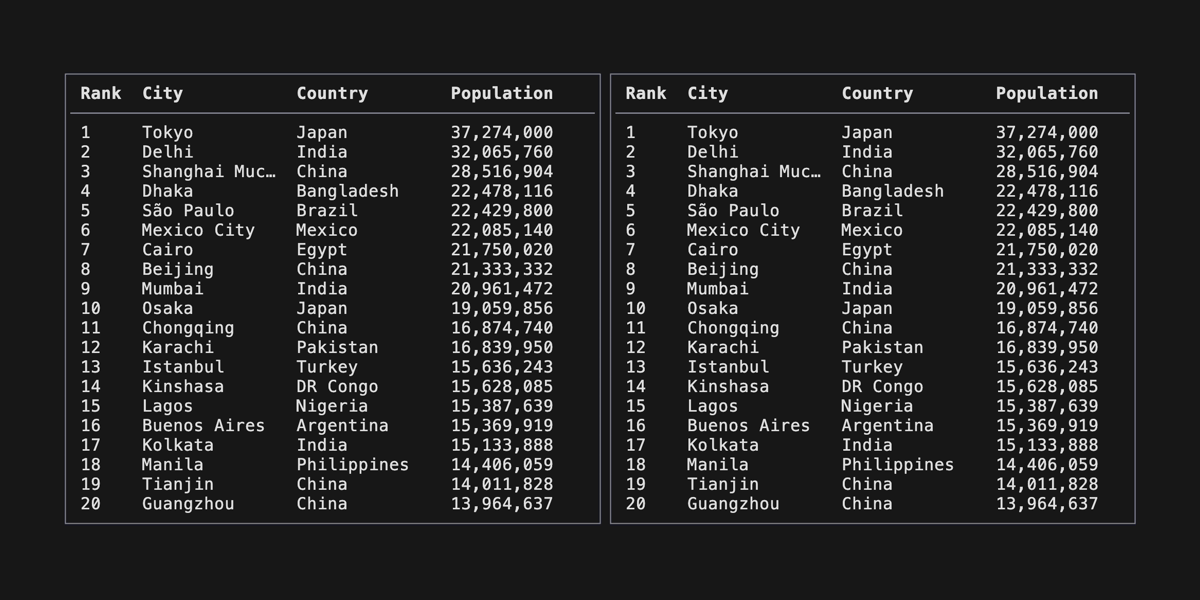 Rank City Country Population
1 Tokyo Japan 37,274,000
2 Delhi India 32,065,760
3 Shanghai Muc… China 28,516,904
4 Dhaka Bangladesh 22,478,116
5 São Paulo Brazil 22,429,800
6 Mexico City Mexico 22,085,140
7 Cairo Egypt 21,750,020
8 Beijing China 21,333,332
9 Mumbai India 20,961,472
10 Osaka Japan 19,059,856
11 Chongqing China 16,874,740
12 Karachi Pakistan 16,839,950
13 Istanbul Turkey 15,636,243
14 Kinshasa DR Congo 15,628,085
15 Lagos Nigeria 15,387,639
16 Buenos Aires Argentina 15,369,919
17 Kolkata India 15,133,888
18 Manila Philippines 14,406,059
19 Tianjin China 14,011,828
20 Guangzhou China 13,964,637
Rank City Country Population
1 Tokyo Japan 37,274,000
2 Delhi India 32,065,760
3 Shanghai Muc… China 28,516,904
4 Dhaka Bangladesh 22,478,116
5 São Paulo Brazil 22,429,800
6 Mexico City Mexico 22,085,140
7 Cairo Egypt 21,750,020
8 Beijing China 21,333,332
9 Mumbai India 20,961,472
10 Osaka Japan 19,059,856
11 Chongqing China 16,874,740
12 Karachi Pakistan 16,839,950
13 Istanbul Turkey 15,636,243
14 Kinshasa DR Congo 15,628,085
15 Lagos Nigeria 15,387,639
16 Buenos Aires Argentina 15,369,919
17 Kolkata India 15,133,888
18 Manila Philippines 14,406,059
19 Tianjin China 14,011,828
20 Guangzhou China 13,964,637